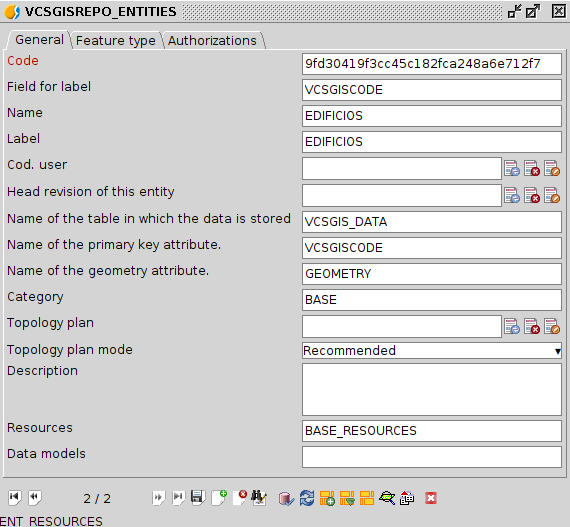 VCSGISREPO_ENTITIES
General Feature type Authorizations
Code 9fd30419f3cc45c182fca248a6e712f7
Field for label VCSGISCODE
Name EDIFICIOS
Label EDIFICIOS
Cod. user
Head revision of this entity
Name of the table in which the data is stored VCSGIS_DATA
Name of the primary key attribute. VCSGISCODE
Name of the geometry attribute. GEOMETRY
Category BASE
Topology plan
Topology plan mode Recommended
Description
Resources BASE_RESOURCES
Data models
2 / 2
ENT RESOURCES